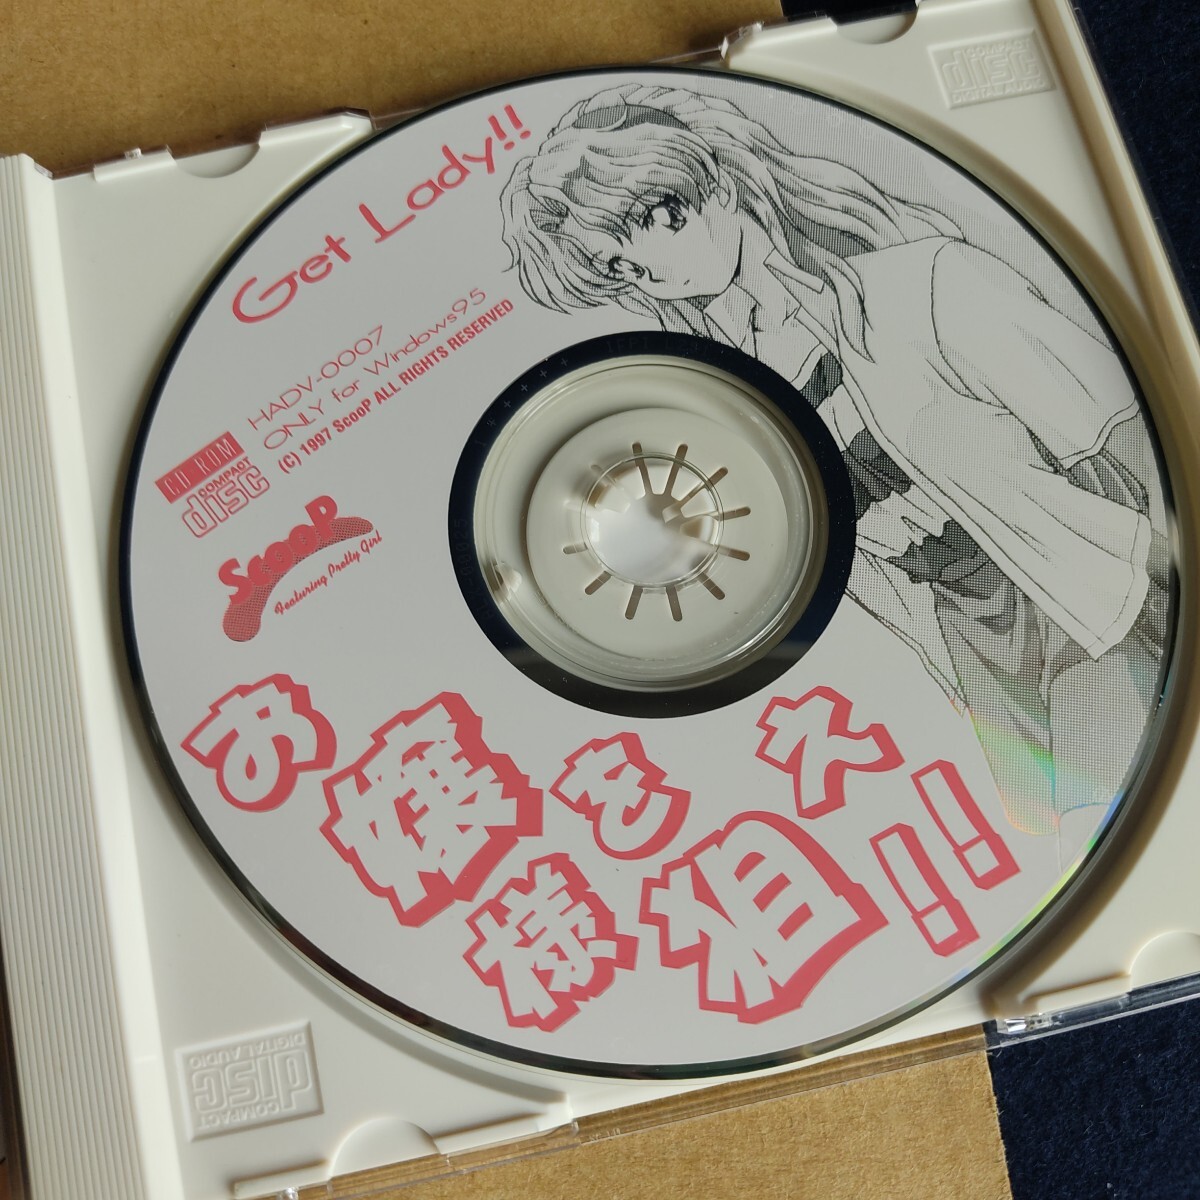 Get Lady!!
HADV-0007
ONLY for Windows95
(C) 1997 ScooP ALL RIGHTS RESERVED
CD ROM
COMPACT
disc
ScooP
Featuring Pretty Girl
お嬢様を狙え!!
COMPACT
disc
DIGITAL AUDIO
COMPACT
disc
DIGITAL AUDIO